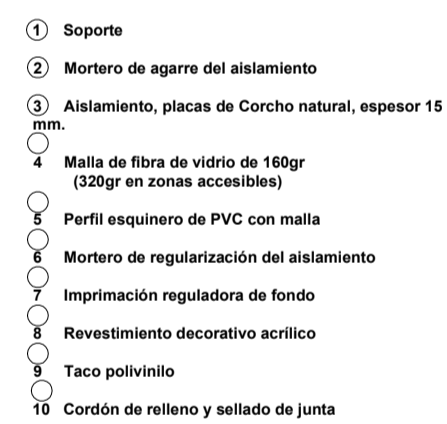 1 Soporte
2 Mortero de agarre del aislamiento
3 Aislamiento, placas de Corcho natural, espesor 15
mm.
4 Malla de fibra de vidrio de 160gr
(320gr en zonas accesibles)
5 Perfil esquinero de PVC con malla
6 Mortero de regularización del aislamiento
7 Imprimación reguladora de fondo
8 Revestimiento decorativo acrílico
9 Taco polivinilo
10 Cordón de relleno y sellado de junta